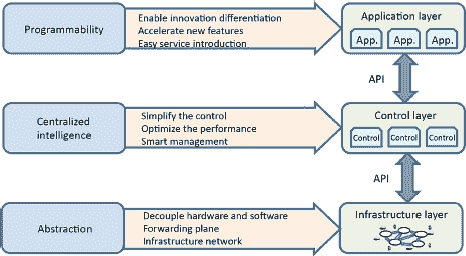 Programmability
Enable innovation differentiation
Accelerate new features
Easy service introduction
Application layer
App. App. App.
API
Centralized
intelligence
Simplify the control
Optimize the performance
Smart management
Control layer
Control Controll Control
API
Abstraction
Decouple hardware and software
Forwarding plane
Infrastructure network
Infrastructure layer